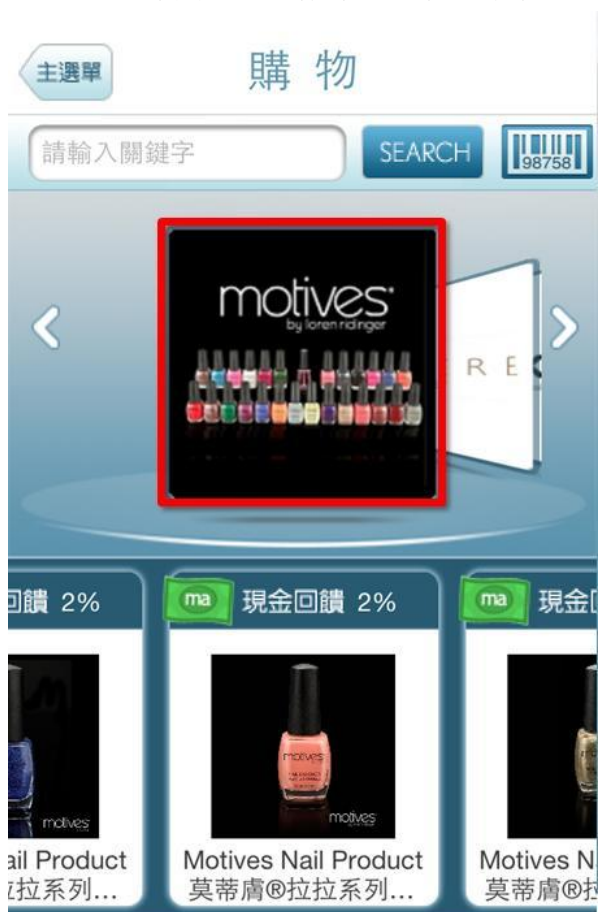 主選單
購物
請輸入關鍵字
SEARCH
98758
motives®
by loren ridinger
R E
回饋 2%
ma
現金回饋 2%
ma
現金回
motives
motives
motives
ail Product
拉系列...
Motives Nail Product
莫蒂膚®拉拉系列...
Motives N
莫蒂膚®拉